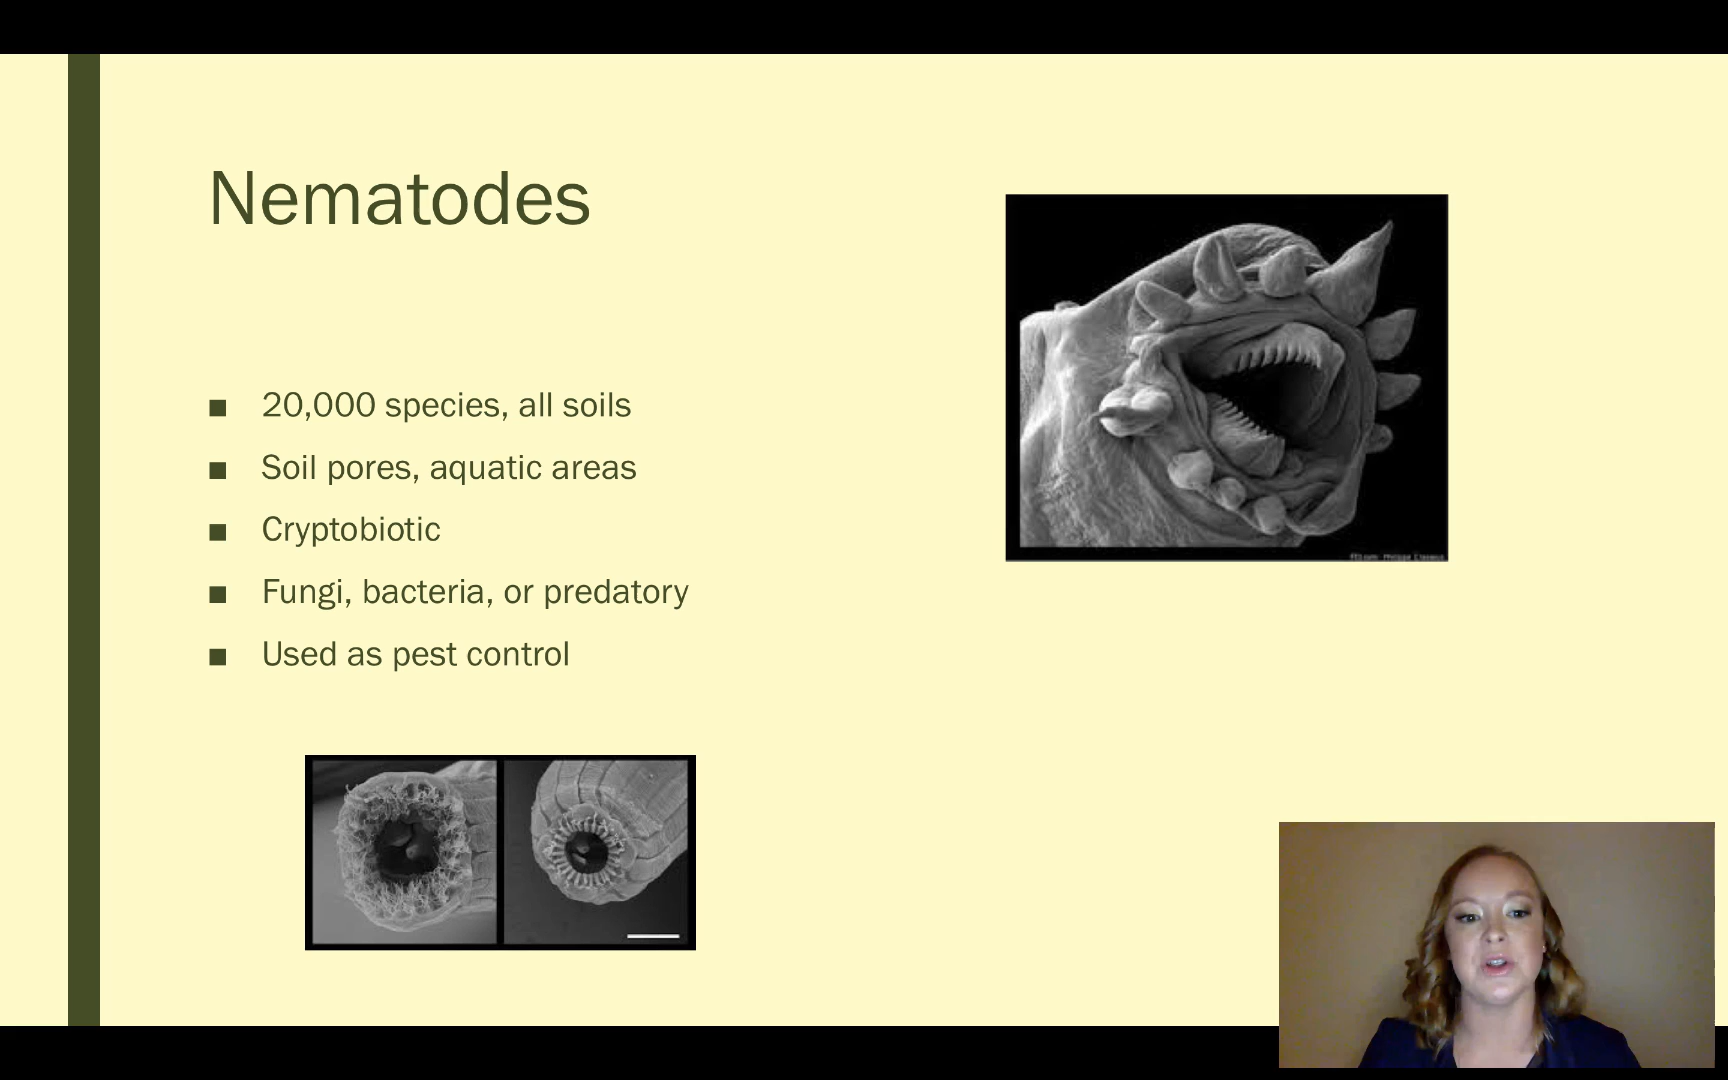 Nematodes
20,000 species, all soils
Soil pores, aquatic areas
Cryptobiotic
Fungi, bacteria, or predatory
Used as pest control